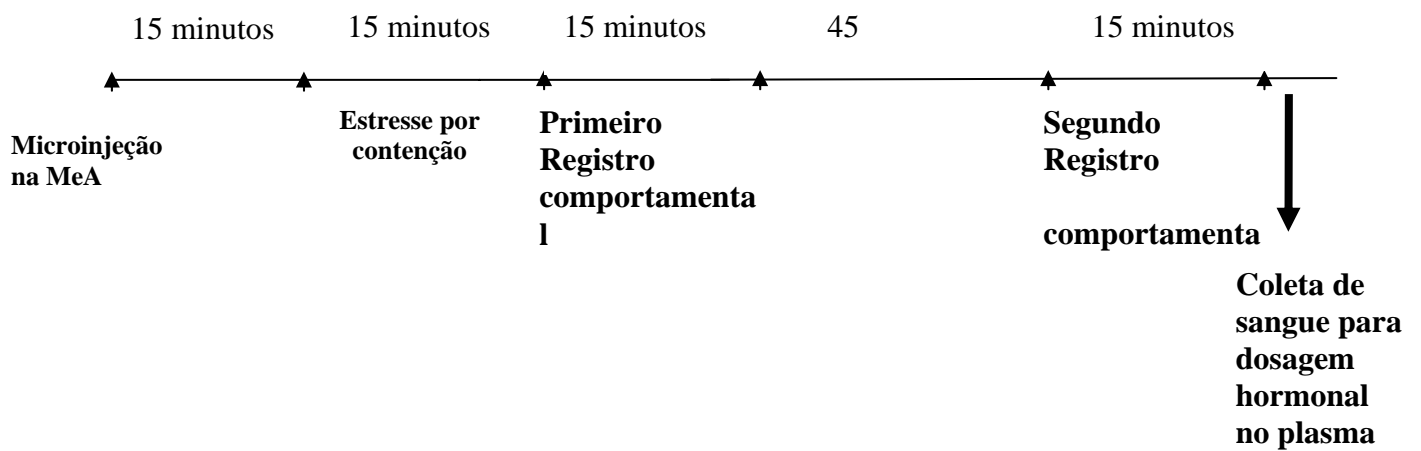 15 minutos
15 minutos
15 minutos
45
15 minutos
Microinjeção
na MeA
Estresse por
contenção
Primeiro
Registro
comportamenta
l
Segundo
Registro
comportamenta
Coleta de
sangue para
dosagem
hormonal
no plasma